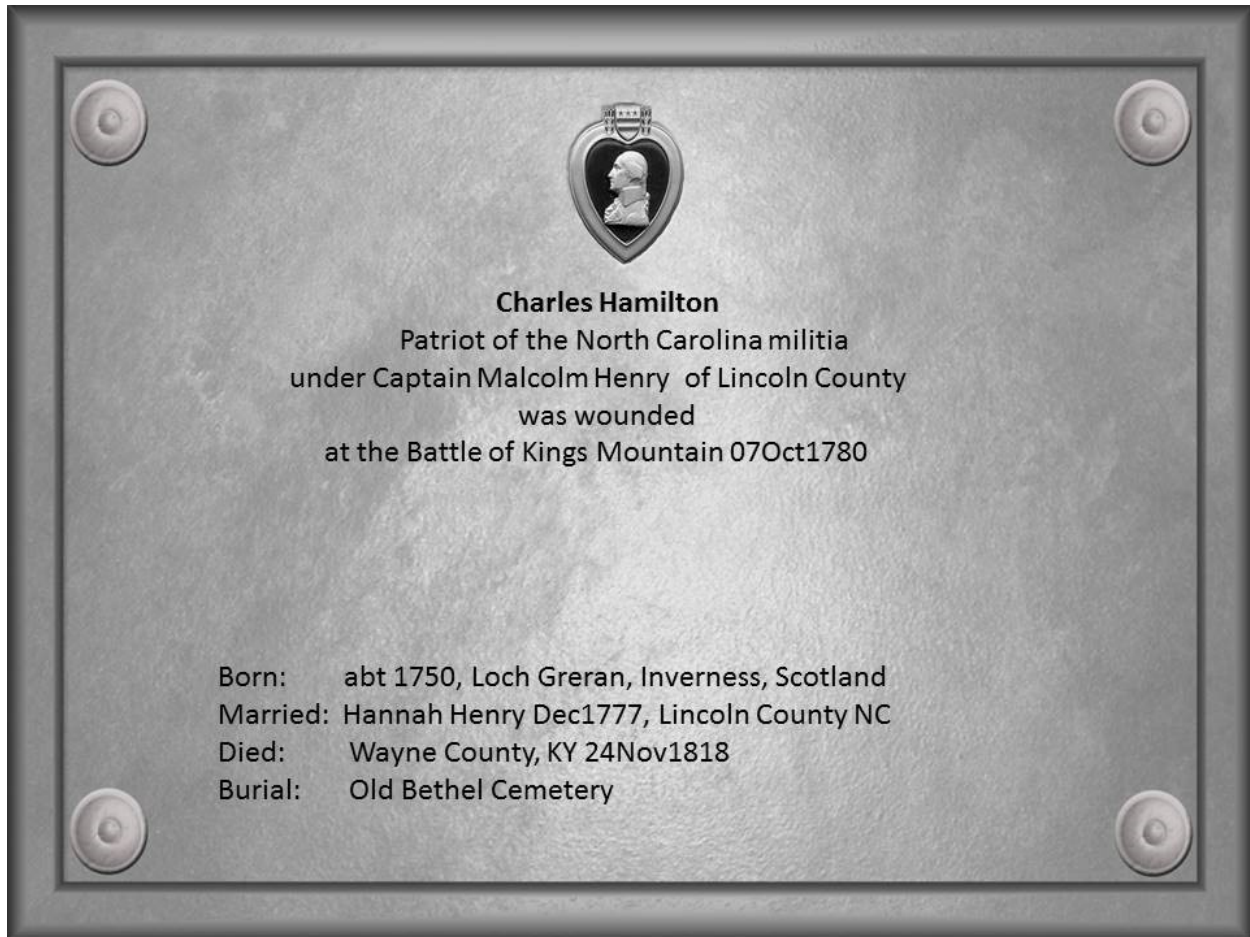 Charles Hamilton
Patriot of the North Carolina militia
under Captain Malcolm Henry of Lincoln County
was wounded
at the Battle of Kings Mountain 07Oct1780
Born: abt 1750, Loch Greran, Inverness, Scotland
Married: Hannah Henry Dec1777, Lincoln County NC
Died: Wayne County, KY 24Nov1818
Burial: Old Bethel Cemetery